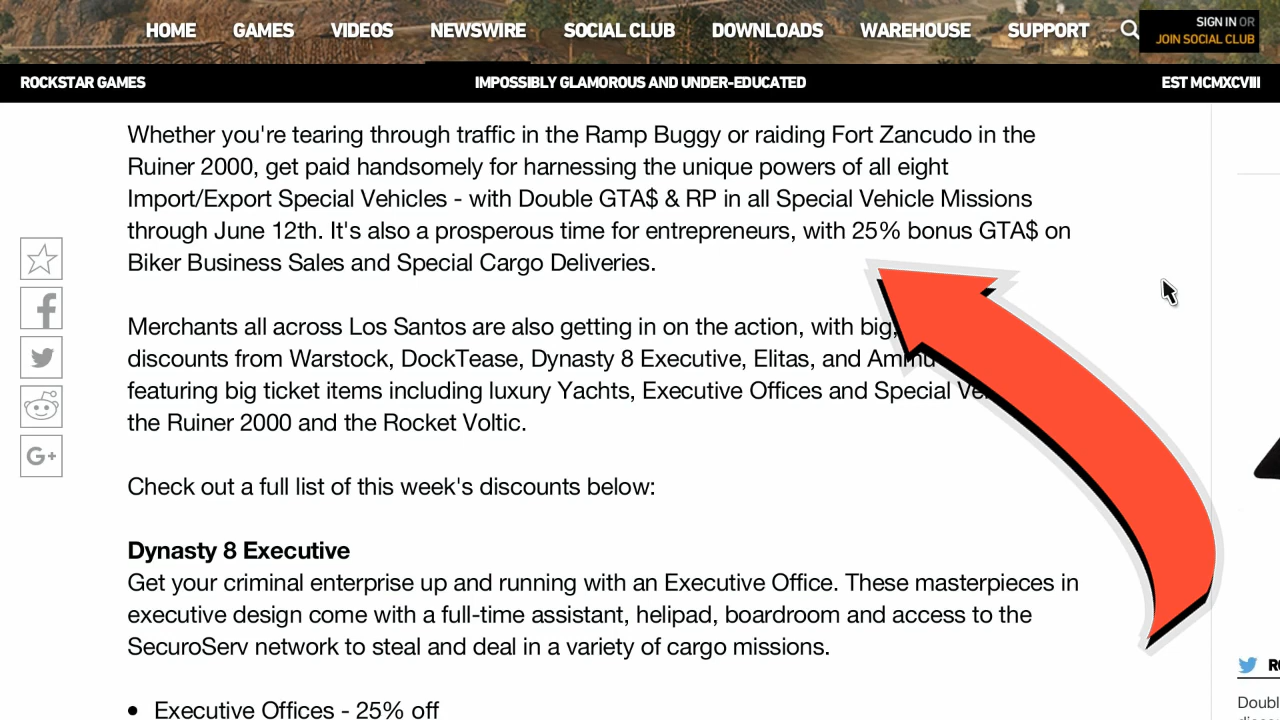 HOME GAMES VIDEOS NEWSWIRE SOCIAL CLUB DOWNLOADS WAREHOUSE SUPPORT SIGN IN OR
JOIN SOCIAL CLUB
ROCKSTAR GAMES IMPOSSIBLY GLAMOROUS AND UNDER-EDUCATED EST MCMXCVIII
Whether you're tearing through traffic in the Ramp Buggy or raiding Fort Zancudo in the
Ruiner 2000, get paid handsomely for harnessing the unique powers of all eight
Import/Export Special Vehicles - with Double GTA$ & RP in all Special Vehicle Missions
through June 12th. It's also a prosperous time for entrepreneurs, with 25% bonus GTA$ on
Biker Business Sales and Special Cargo Deliveries.
Merchants all across Los Santos are also getting in on the action, with big,
discounts from Warstock, DockTease, Dynasty 8 Executive, Elitas, and
featuring big ticket items including luxury Yachts, Executive Offices and Special
the Ruiner 2000 and the Rocket Voltic.
Check out a full list of this week's discounts below:
Dynasty 8 Executive
Get your criminal enterprise up and running with an Executive Office. These masterpieces in
executive design come with a full-time assistant, helipad, boardroom and access to the
SecuroServ network to steal and deal in a variety of cargo missions.
• Executive Offices - 25% off
G+